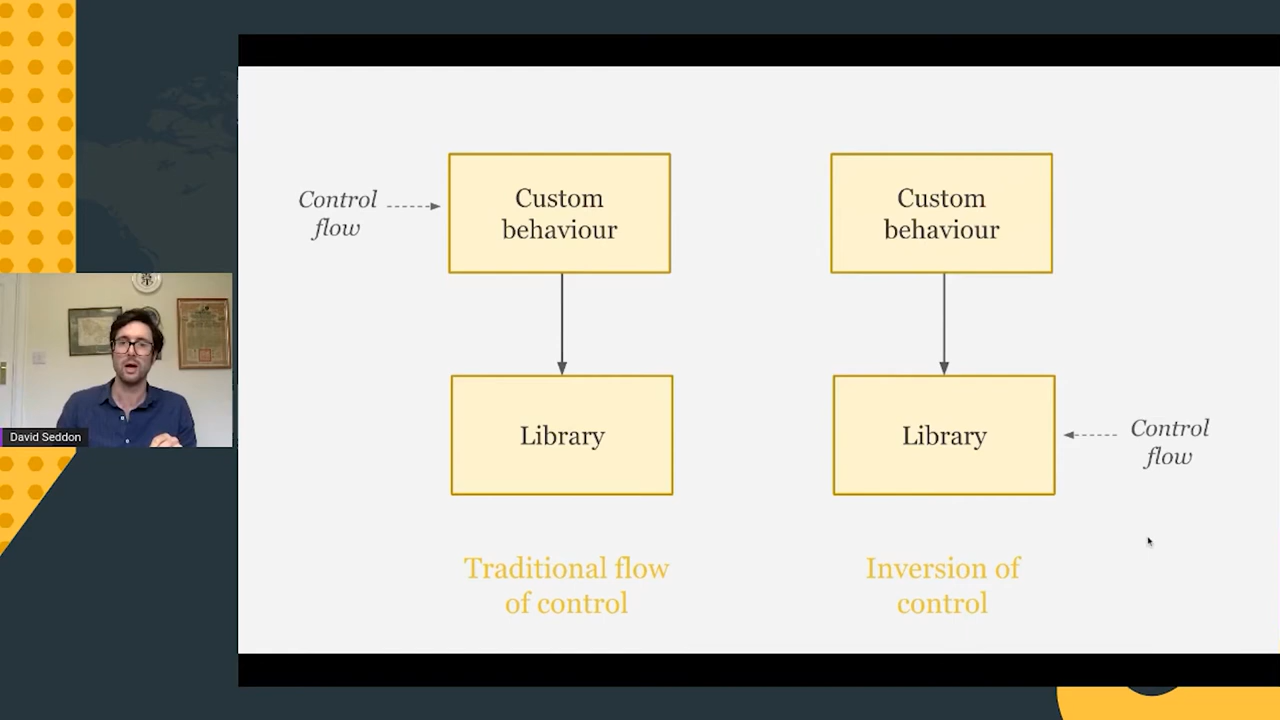 Control
flow
Custom
behaviour
Library
Traditional flow
of control
Custom
behaviour
Library
Control
flow
Inversion of
control
David Seddon